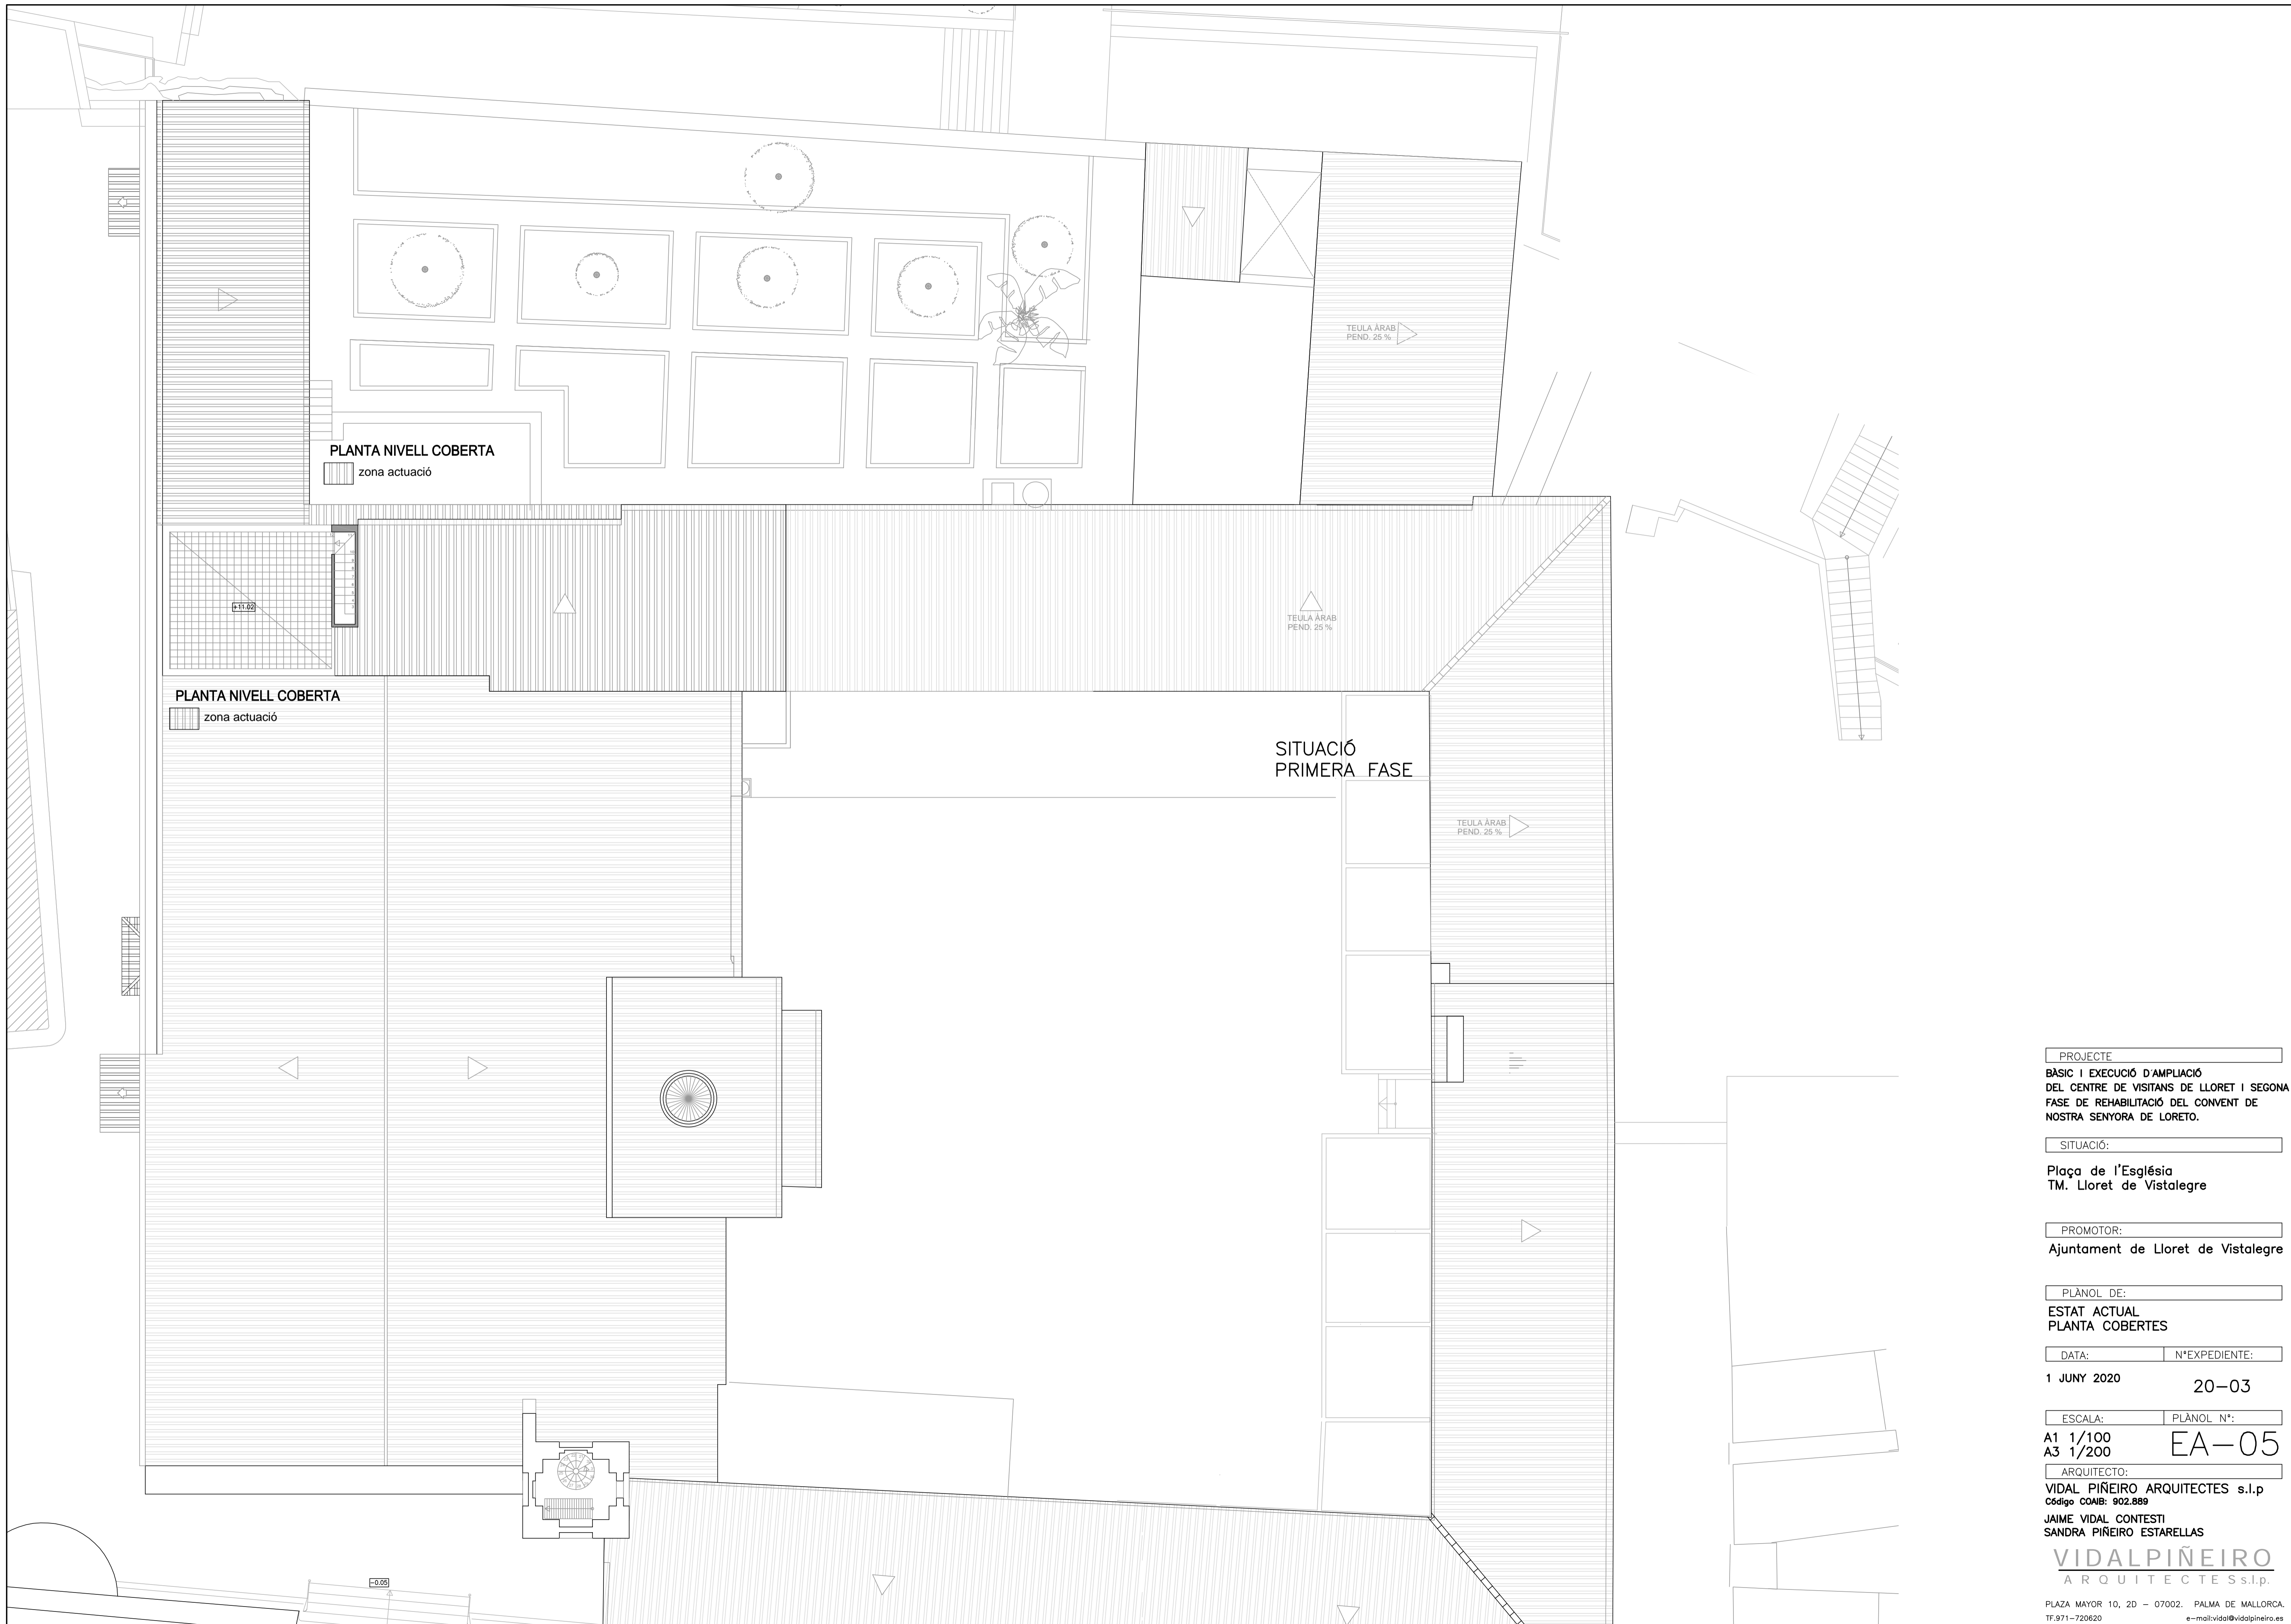 TEULA ÀRAB
PEND. 25 %
PLANTA NIVELL COBERTA
zona actuació
+11.02
TEULA ÀRAB
PEND. 25 %
PLANTA NIVELL COBERTA
zona actuació
SITUACIÓ
PRIMERA FASE
TEULA ÀRAB
PEND. 25 %
-0.05
PROJECTE
BÀSIC I EXECUCIÓ D'AMPLIACIÓ
DEL CENTRE DE VISITANS DE LLORET I SEGONA
FASE DE REHABILITACIÓ DEL CONVENT DE
NOSTRA SENYORA DE LORETO.
SITUACIÓ:
Plaça de l'Església
TM. Lloret de Vistalegre
PROMOTOR:
Ajuntament de Lloret de Vistalegre
PLÀNOL DE:
ESTAT ACTUAL
PLANTA COBERTES
DATA: NºEXPEDIENTE:
1 JUNY 2020 20-03
ESCALA: PLÀNOL Nº:
A1 1/100
A3 1/200
EA-05
ARQUITECTO:
VIDAL PIÑEIRO ARQUITECTES s.l.p
Código COAIB: 902.889
JAIME VIDAL CONTESTI
SANDRA PIÑEIRO ESTARELLAS
VIDALPIÑEIRO
ARQUITECTES s.l.p.
PLAZA MAYOR 10, 2D - 07002. PALMA DE MALLORCA.
TF.971-720620 e-mail:vidal@vidalpineiro.es